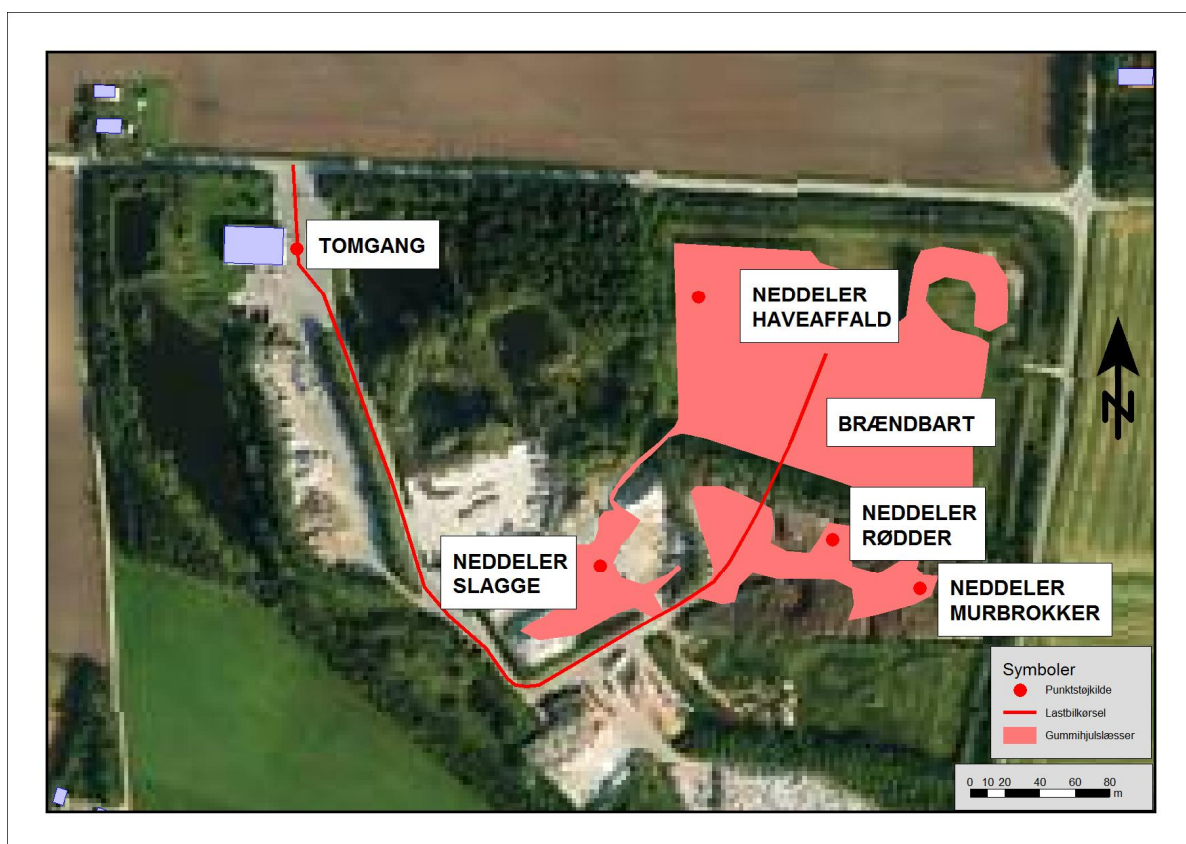 TOMGANG
NEDDELER
HAVEAFFALD
BRÆNDBART
NEDDELER
RØDDER
NEDDELER
SLAGGE
NEDDELER
MURBROKKER
N
Symboler
Punktstøjkilde
Lastbilkørsel
Gummihjulslæsser
0 10 20 40 60 80
m